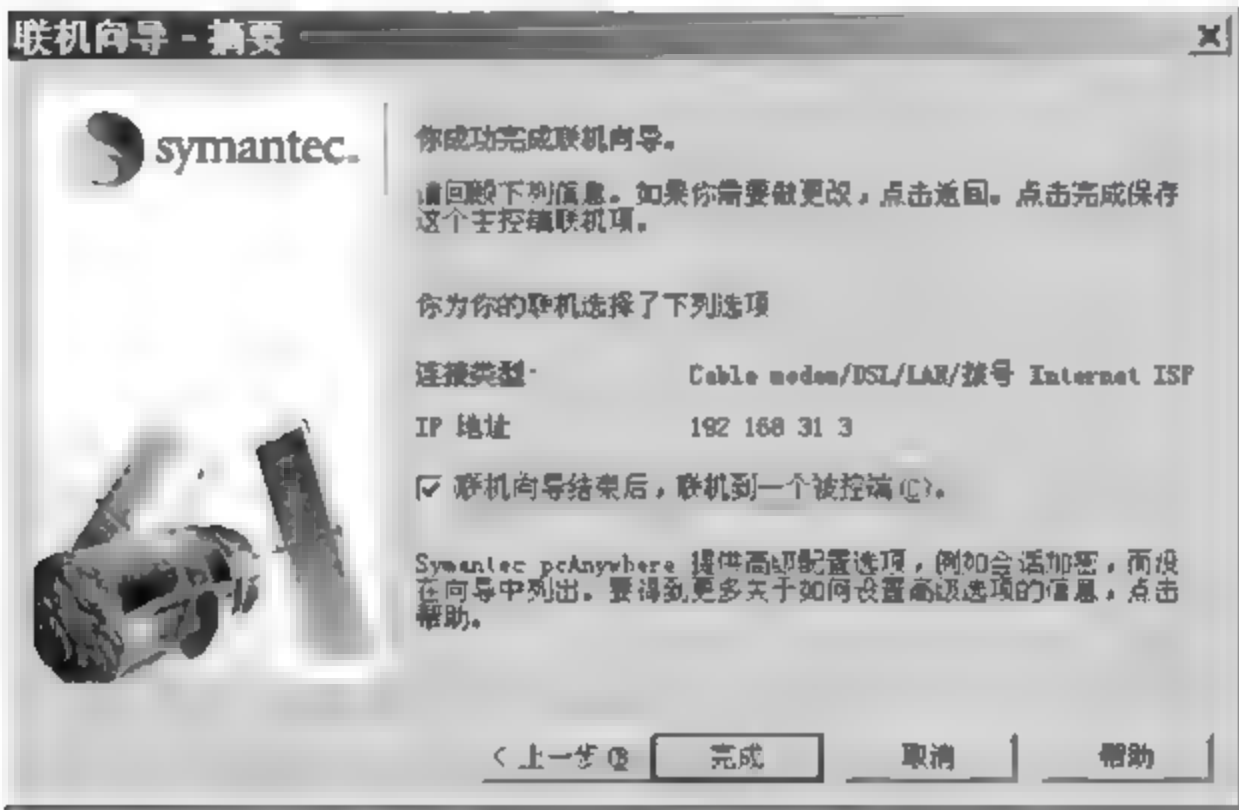 联机向导 - 摘要
symantec.
你成功完成联机向导。
请回顾下列信息。如果你需要做更改，点击返回。点击完成保存
这个主控端联机项。
你为你的联机选择了下列选项
连接类型
Cable modem/DSL/LAN/拨号 Internet ISP
IP 地址
192 168 31 3
联机向导结束后，联机到一个被控端(C)。
Symantec pcAnywhere 提供高级配置选项，例如会话加密，而没
在向导中列出。要得到更多关于如何设置高级选项的信息，点击
帮助。
< 上一步(B)
完成
取消
帮助